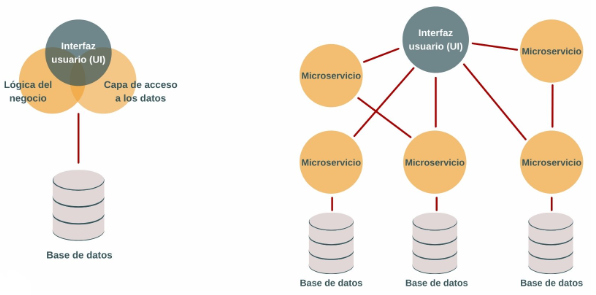 Interfaz
usuario (UI)
Lógica del
negocio
Capa de acceso
a los datos
Base de datos
Interfaz
usuario (UI)
Microservicio
Microservicio
Microservicio
Microservicio
Microservicio
Base de datos
Base de datos
Base de datos